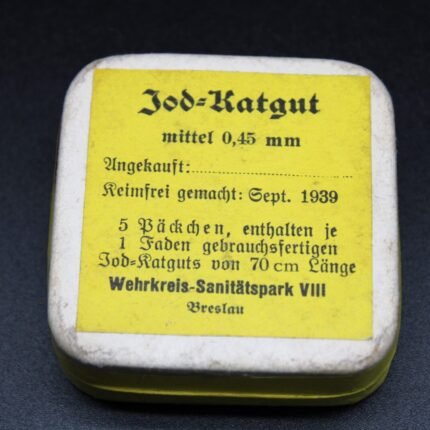 Jod-Katgut
mittel 0,45 mm
Angekauft:........................
Keimfrei gemacht: Sept. 1939
5 Päckchen, enthalten je
1 Faden gebrauchsfertigen
Jod-Katguts von 70 cm Länge
Wehrkreis-Sanitätspark VIII
Breslau